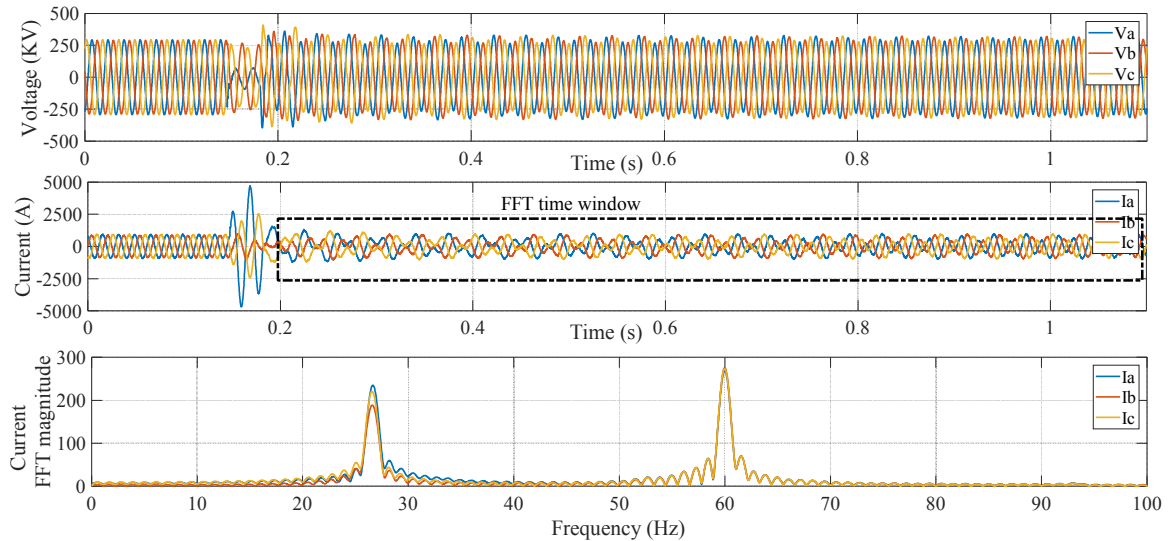 Voltage (KV)
500
250
0
-250
-500
0
0.2
0.4
0.6
0.8
1
Time (s)
Va
Vb
Vc
Current (A)
5000
2500
0
-2500
-5000
FFT time window
0
0.2
0.4
0.6
0.8
1
Time (s)
Ia
Ib
Ic
Current
FFT magnitude
300
200
100
0
0
10
20
30
40
50
60
70
80
90
100
Frequency (Hz)
Ia
Ib
Ic